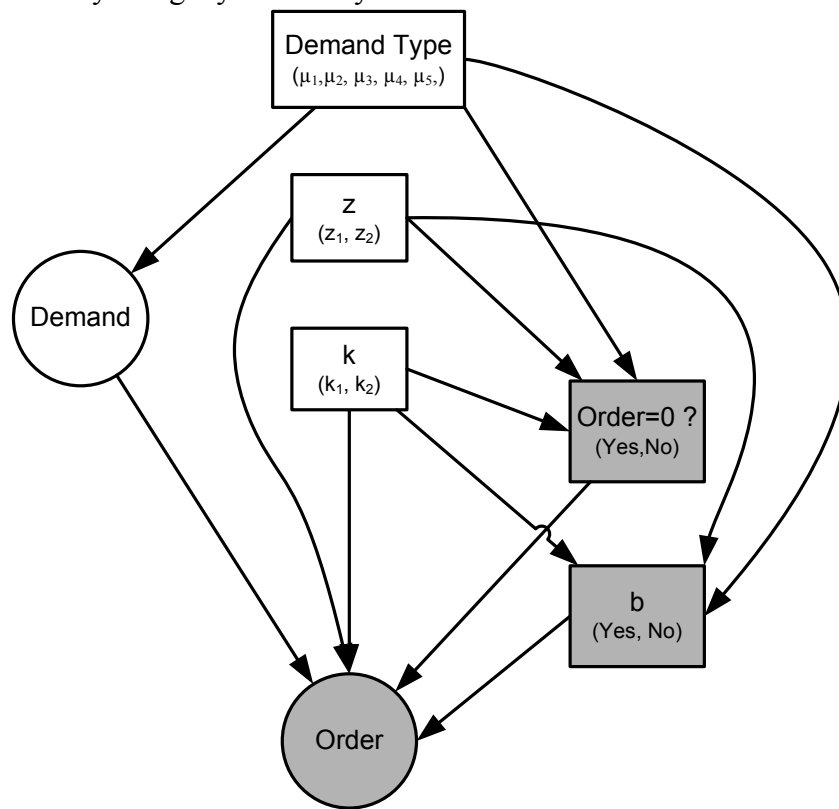 Demand Type
(μ₁,μ₂, μ₃, μ₄, μ₅,)
z
(z₁, z₂)
Demand
k
(k₁, k₂)
Order=0 ?
(Yes,No)
b
(Yes, No)
Order